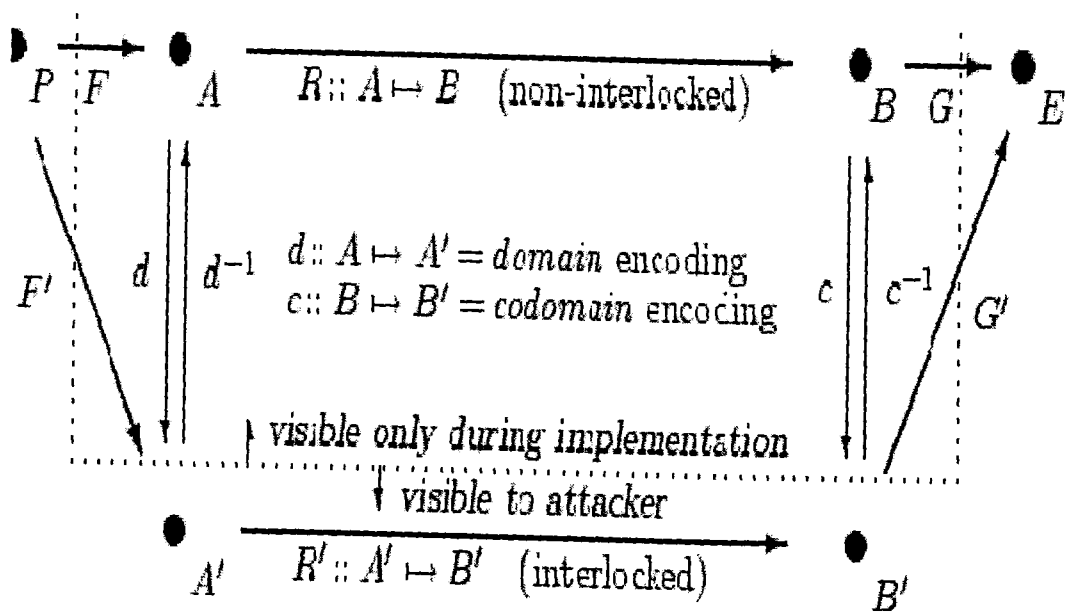 P F A R :: A ↦ B (non-interlocked) B G E
F′ d d⁻¹ d :: A ↦ A′ = domain encoding c c⁻¹ G′
c :: B ↦ B′ = codomain encocing
visible only during implementation
visible to attacker
A′ R′ :: A′ ↦ B′ (interlocked) B′